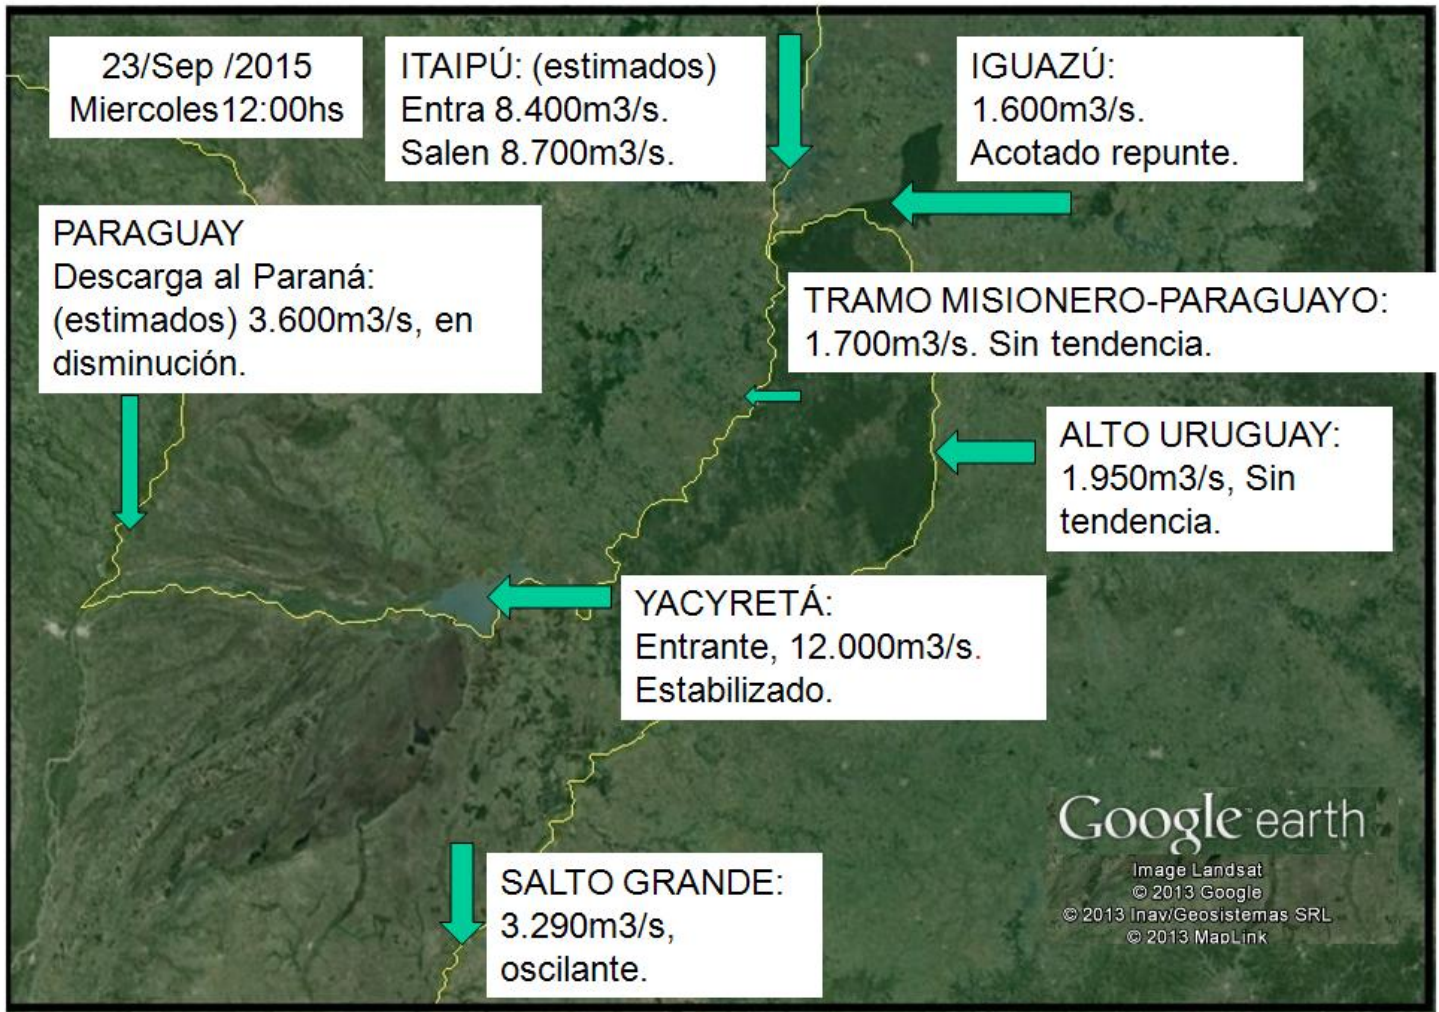 23/Sep /2015
Miercoles12:00hs
ITAIPÚ: (estimados)
Entra 8.400m3/s.
Salen 8.700m3/s.
IGUAZÚ:
1.600m3/s.
Acotado repunte.
PARAGUAY
Descarga al Paraná:
(estimados) 3.600m3/s, en
disminución.
TRAMO MISIONERO-PARAGUAYO:
1.700m3/s. Sin tendencia.
ALTO URUGUAY:
1.950m3/s, Sin
tendencia.
YACYRETÁ:
Entrante, 12.000m3/s.
Estabilizado.
SALTO GRANDE:
3.290m3/s,
oscilante.
Google earth
Image Landsat
© 2013 Google
© 2013 Inav/Geosistemas SRL
© 2013 MapLink